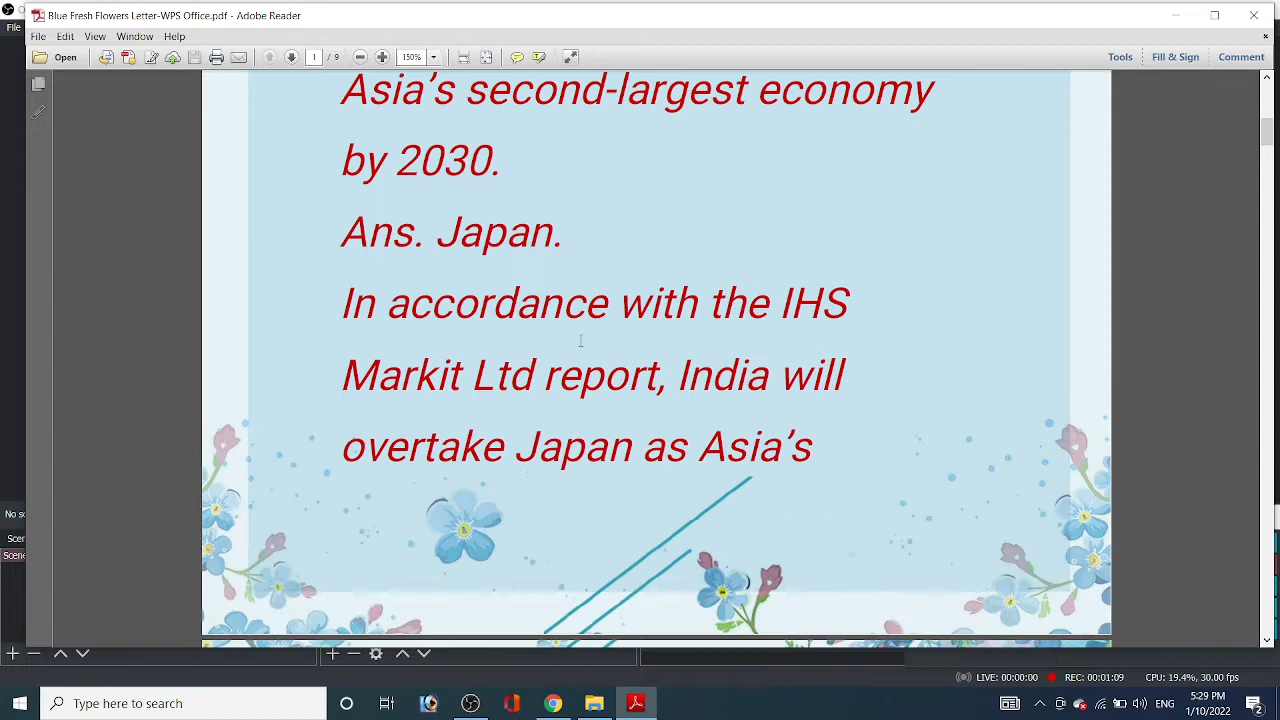 Blue Fresh Flowers Letter-WPS Office.pdf - Adobe Reader
File Edit View Window Help
Open 1 / 9 150% Tools Fill & Sign Comment
Asia’s second-largest economy
by 2030.
Ans. Japan.
In accordance with the IHS
Markit Ltd report, India will
overtake Japan as Asia’s
LIVE: 00:00:00 REC: 00:01:09 CPU: 19.4%, 30.00 fps
Type here to search
ENG
5:29 PM
1/10/2022
2